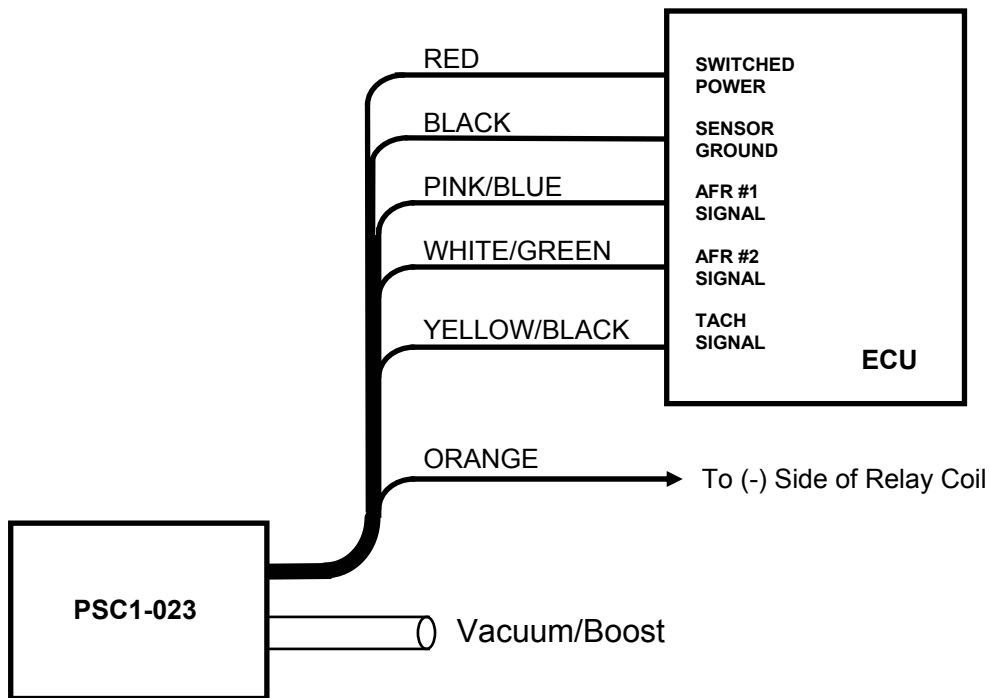 RED
SWITCHED
POWER
BLACK
SENSOR
GROUND
PINK/BLUE
AFR #1
SIGNAL
WHITE/GREEN
AFR #2
SIGNAL
YELLOW/BLACK
TACH
SIGNAL
ECU
ORANGE
To (-) Side of Relay Coil
PSC1-023
Vacuum/Boost